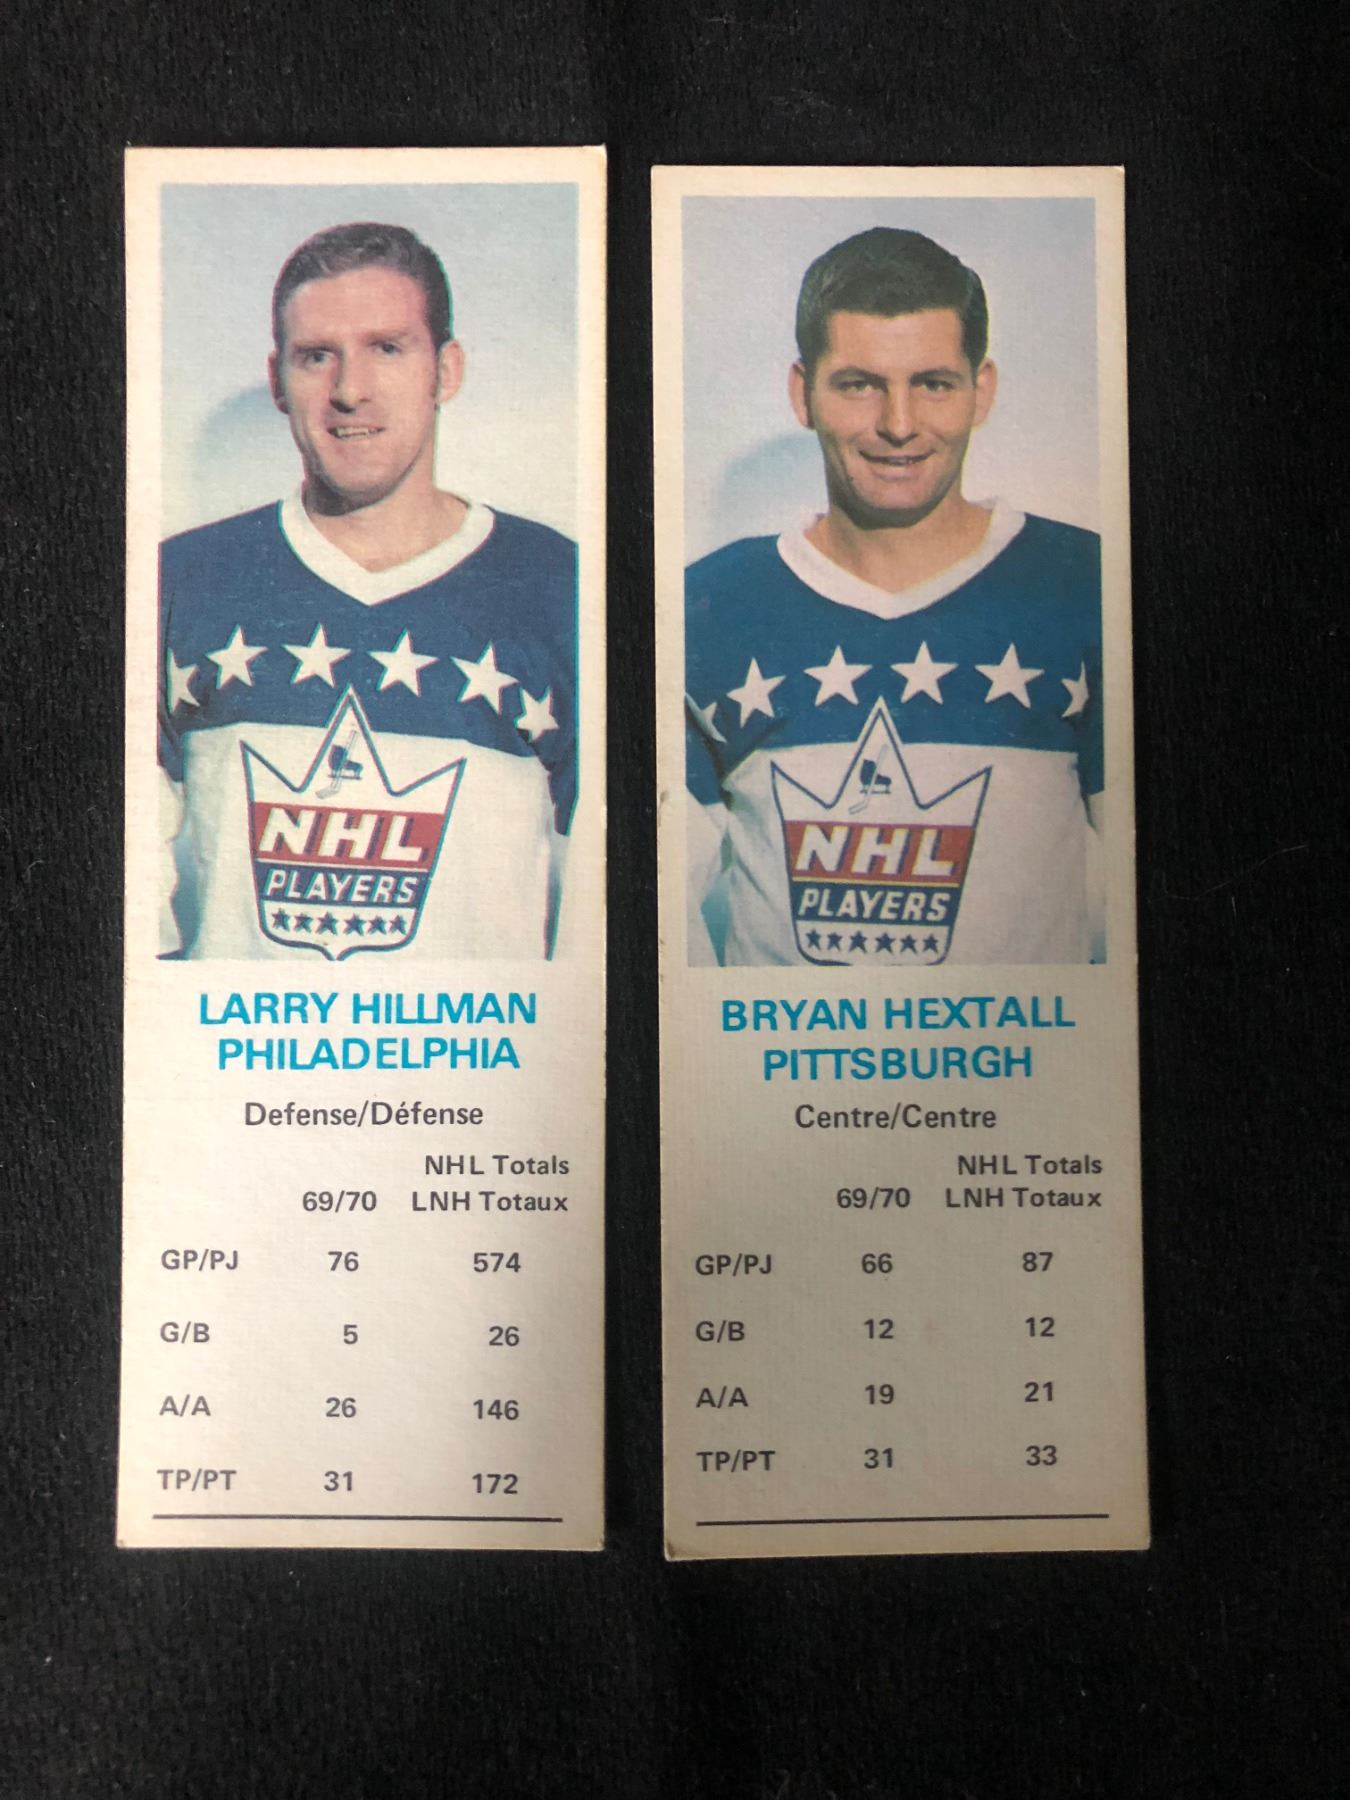 NHL
PLAYERS
LARRY HILLMAN
PHILADELPHIA
Defense/Défense
NHL Totals
69/70 LNH Totaux
GP/PJ 76 574
G/B 5 26
A/A 26 146
TP/PT 31 172
NHL
PLAYERS
BRYAN HEXTALL
PITTSBURGH
Centre/Centre
NHL Totals
69/70 LNH Totaux
GP/PJ 66 87
G/B 12 12
A/A 19 21
TP/PT 31 33